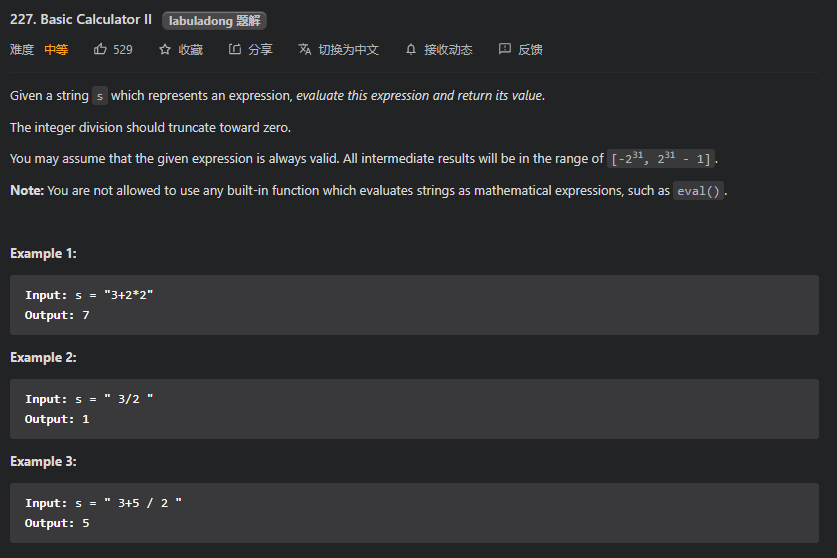 227. Basic Calculator II labuladong 题解
难度 中等 529 收藏 分享 切换为中文 接收动态 反馈
Given a string s which represents an expression, evaluate this expression and return its value.
The integer division should truncate toward zero.
You may assume that the given expression is always valid. All intermediate results will be in the range of [-2³¹, 2³¹ - 1].
Note: You are not allowed to use any built-in function which evaluates strings as mathematical expressions, such as eval().
Example 1:
Input: s = "3+2*2"
Output: 7
Example 2:
Input: s = " 3/2 "
Output: 1
Example 3:
Input: s = " 3+5 / 2 "
Output: 5